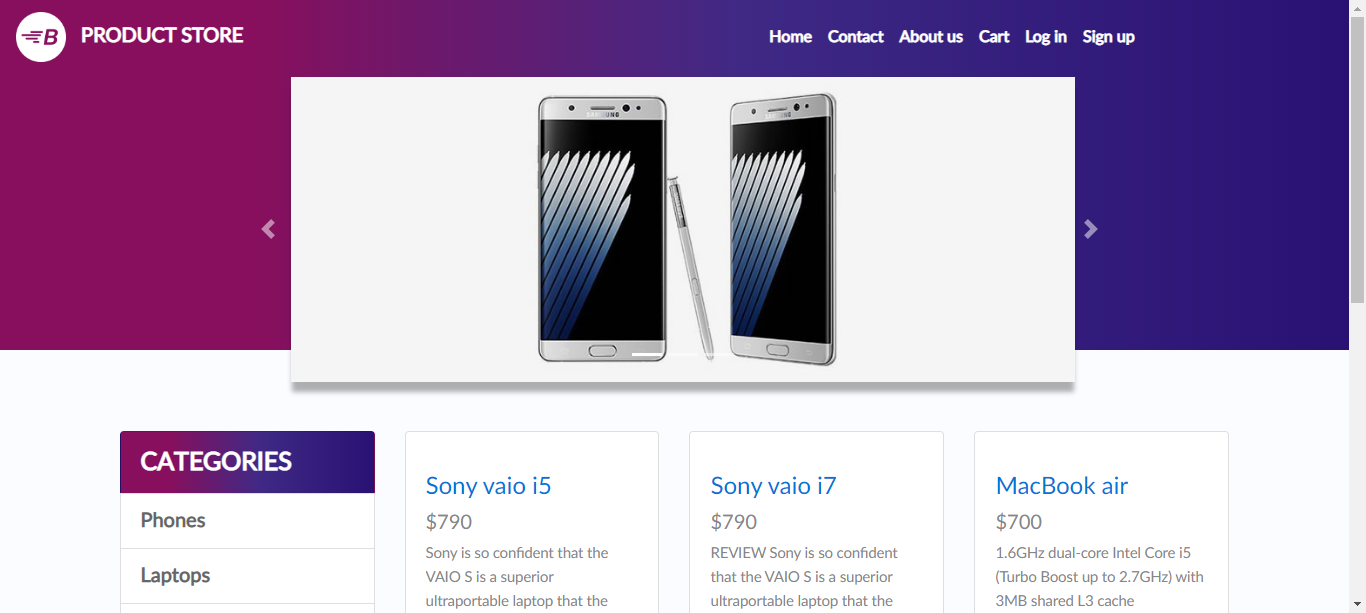 B PRODUCT STORE
Home Contact About us Cart Log in Sign up
SAMSUNG
SAMSUNG
CATEGORIES
Phones
Laptops
Sony vaio i5
$790
Sony is so confident that the
VAIO S is a superior
ultraportable laptop that the
Sony vaio i7
$790
REVIEW Sony is so confident
that the VAIO S is a superior
ultraportable laptop that the
MacBook air
$700
1.6GHz dual-core Intel Core i5
(Turbo Boost up to 2.7GHz) with
3MB shared L3 cache